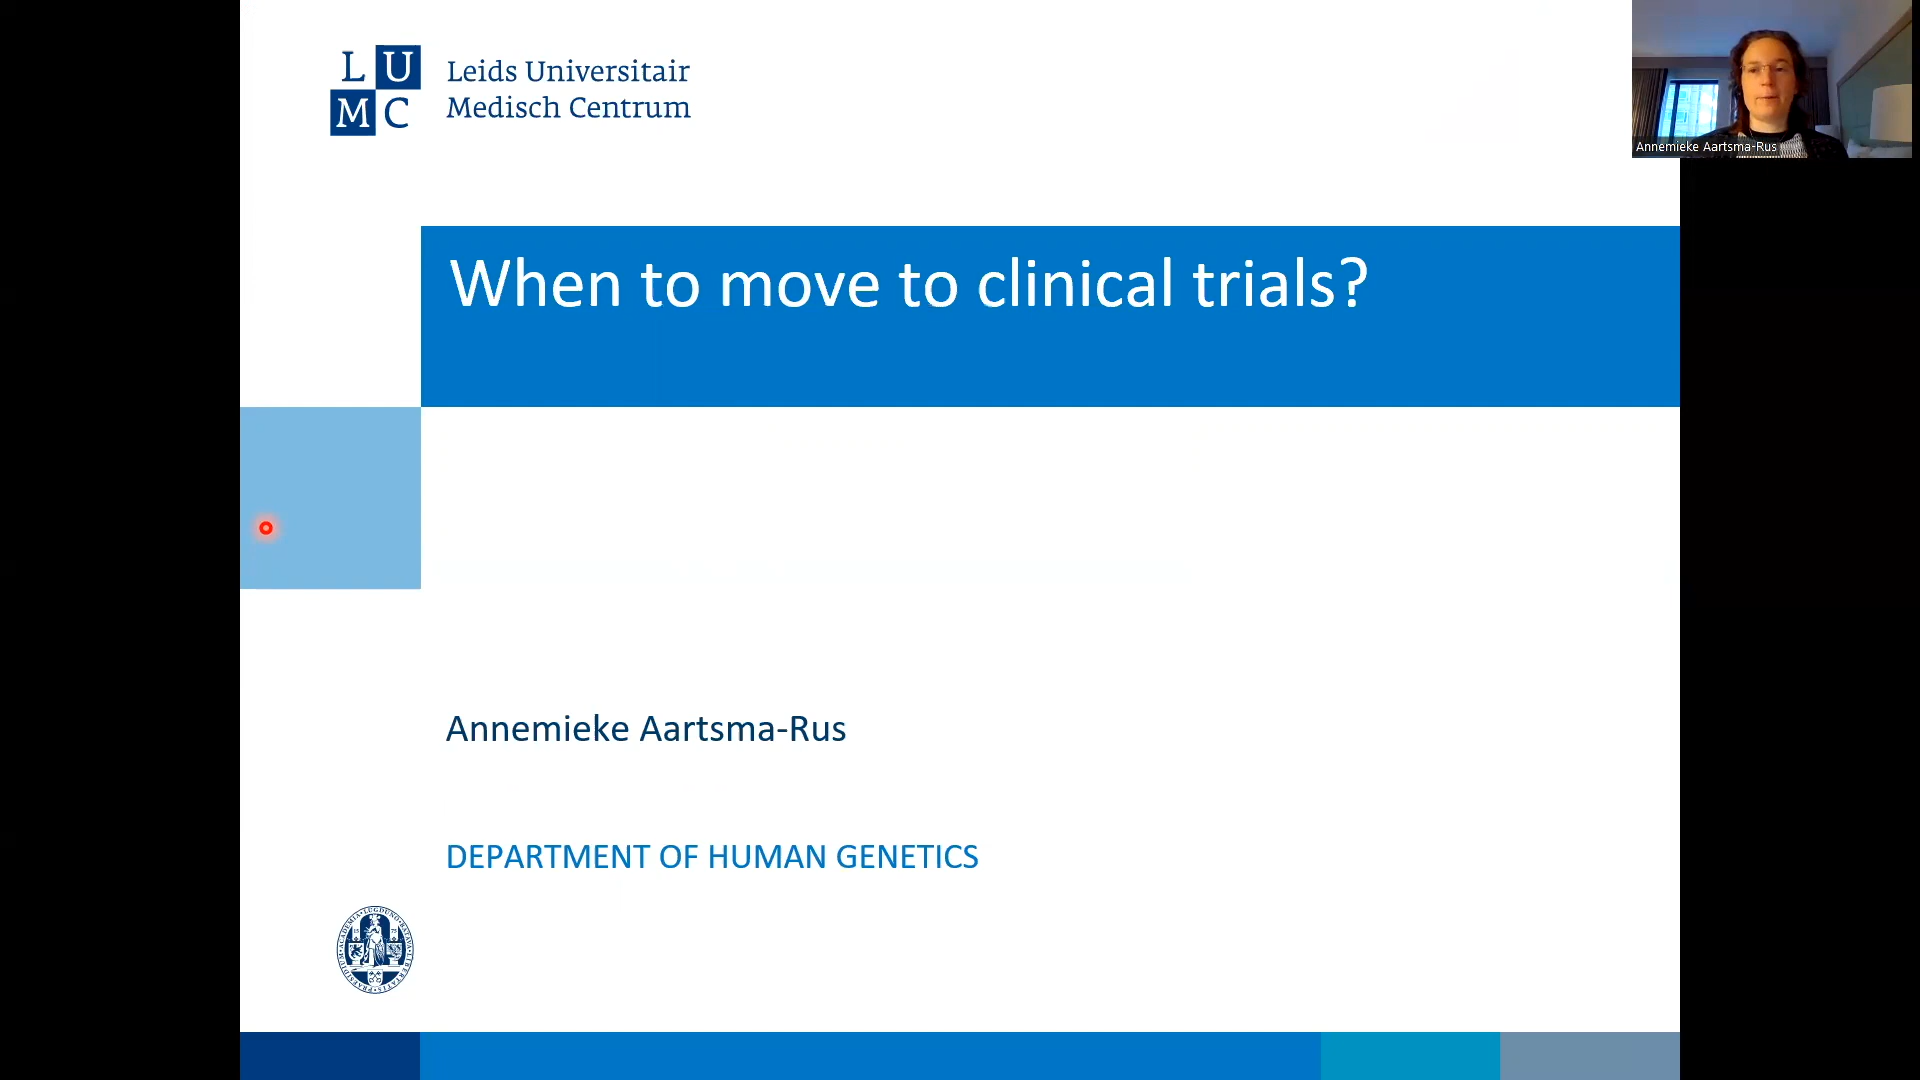 L U
M C
Leids Universitair
Medisch Centrum
Annemieke Aartsma-Rus
When to move to clinical trials?
Annemieke Aartsma-Rus
DEPARTMENT OF HUMAN GENETICS